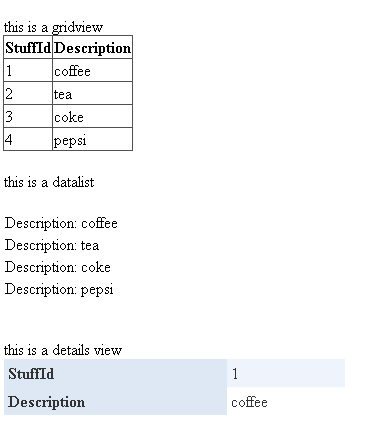 this is a gridview
StuffId Description
1 coffee
2 tea
3 coke
4 pepsi
this is a datalist
Description: coffee
Description: tea
Description: coke
Description: pepsi
this is a details view
StuffId 1
Description coffee